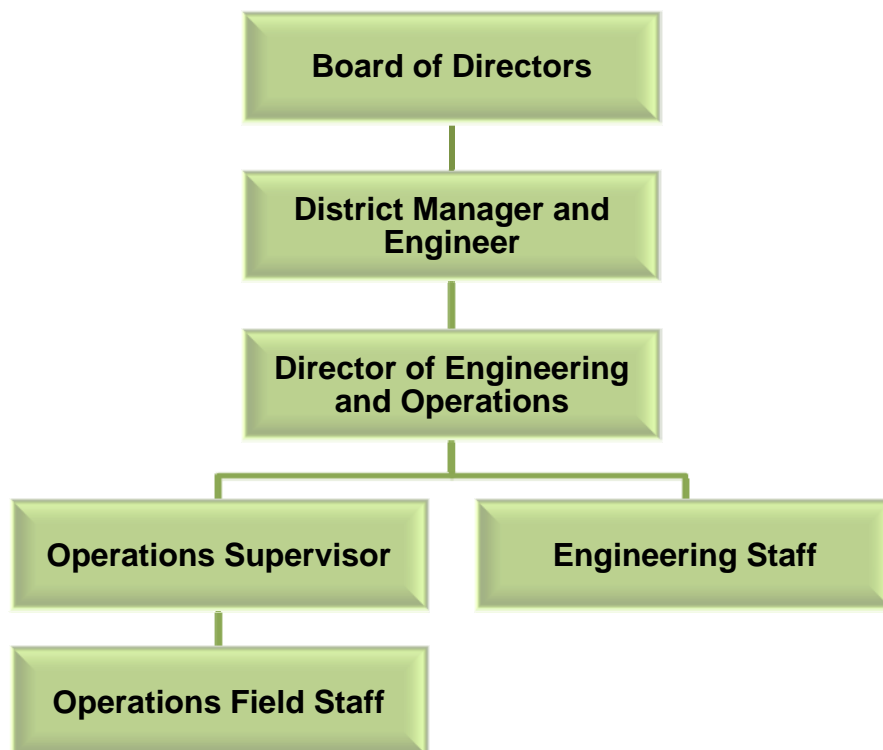 Board of Directors
District Manager and
Engineer
Director of Engineering
and Operations
Operations Supervisor
Engineering Staff
Operations Field Staff